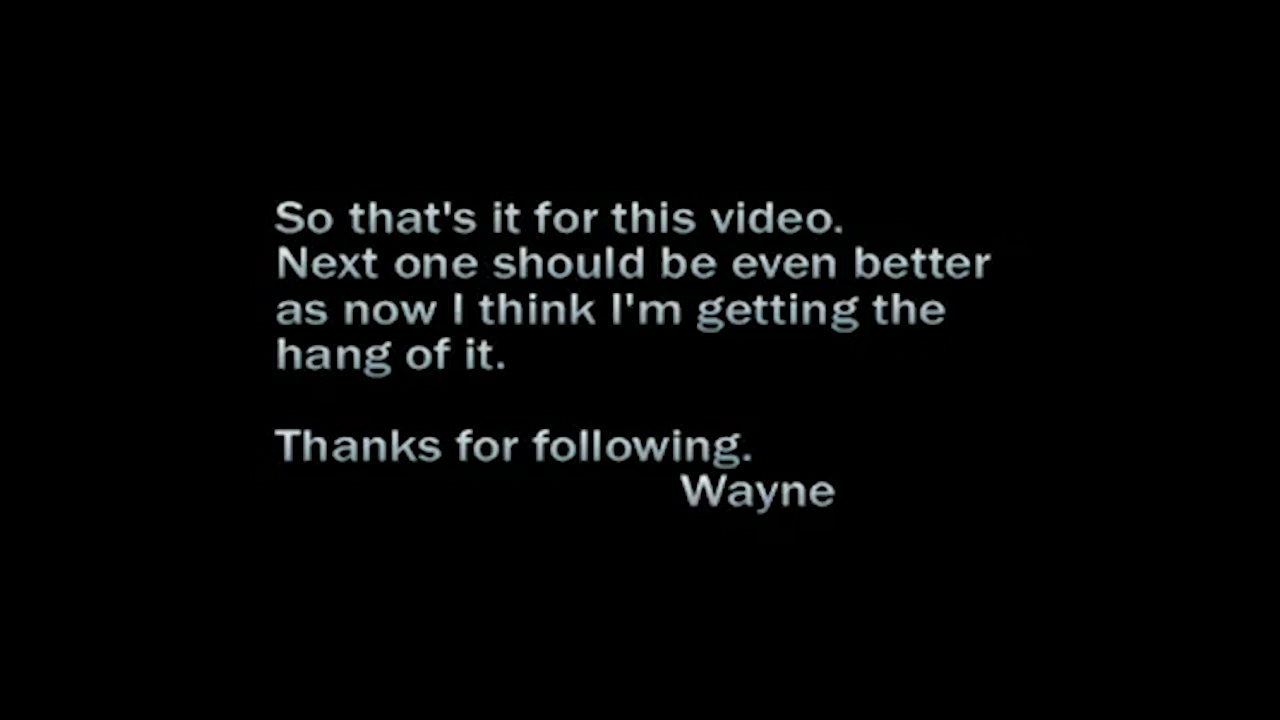 So that's it for this video.
Next one should be even better
as now I think I'm getting the
hang of it.
Thanks for following.
Wayne